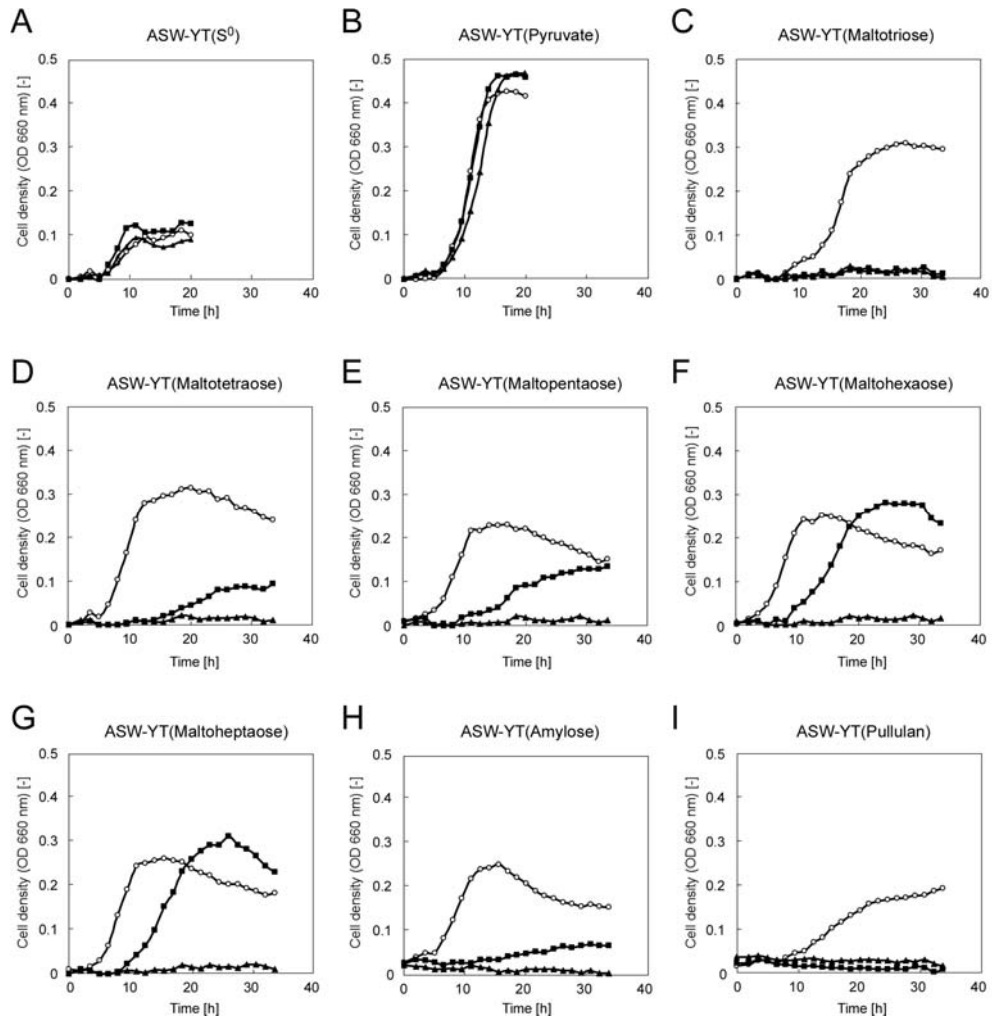 A
ASW-YT(S⁰)
Cell density (OD 660 nm) [-]
0.5
0.4
0.3
0.2
0.1
0
0 10 20 30 40
Time [h]
B
ASW-YT(Pyruvate)
Cell density (OD 660 nm) [-]
0.5
0.4
0.3
0.2
0.1
0
0 10 20 30 40
Time [h]
C
ASW-YT(Maltotriose)
Cell density (OD 660 nm) [-]
0.5
0.4
0.3
0.2
0.1
0
0 10 20 30 40
Time [h]
D
ASW-YT(Maltotetraose)
Cell density (OD 660 nm) [-]
0.5
0.4
0.3
0.2
0.1
0
0 10 20 30 40
Time [h]
E
ASW-YT(Maltopentaose)
Cell density (OD 660 nm) [-]
0.5
0.4
0.3
0.2
0.1
0
0 10 20 30 40
Time [h]
F
ASW-YT(Maltohexaose)
Cell density (OD 660 nm) [-]
0.5
0.4
0.3
0.2
0.1
0
0 10 20 30 40
Time [h]
G
ASW-YT(Maltoheptaose)
Cell density (OD 660 nm) [-]
0.5
0.4
0.3
0.2
0.1
0
0 10 20 30 40
Time [h]
H
ASW-YT(Amylose)
Cell density (OD 660 nm) [-]
0.5
0.4
0.3
0.2
0.1
0
0 10 20 30 40
Time [h]
I
ASW-YT(Pullulan)
Cell density (OD 660 nm) [-]
0.5
0.4
0.3
0.2
0.1
0
0 10 20 30 40
Time [h]